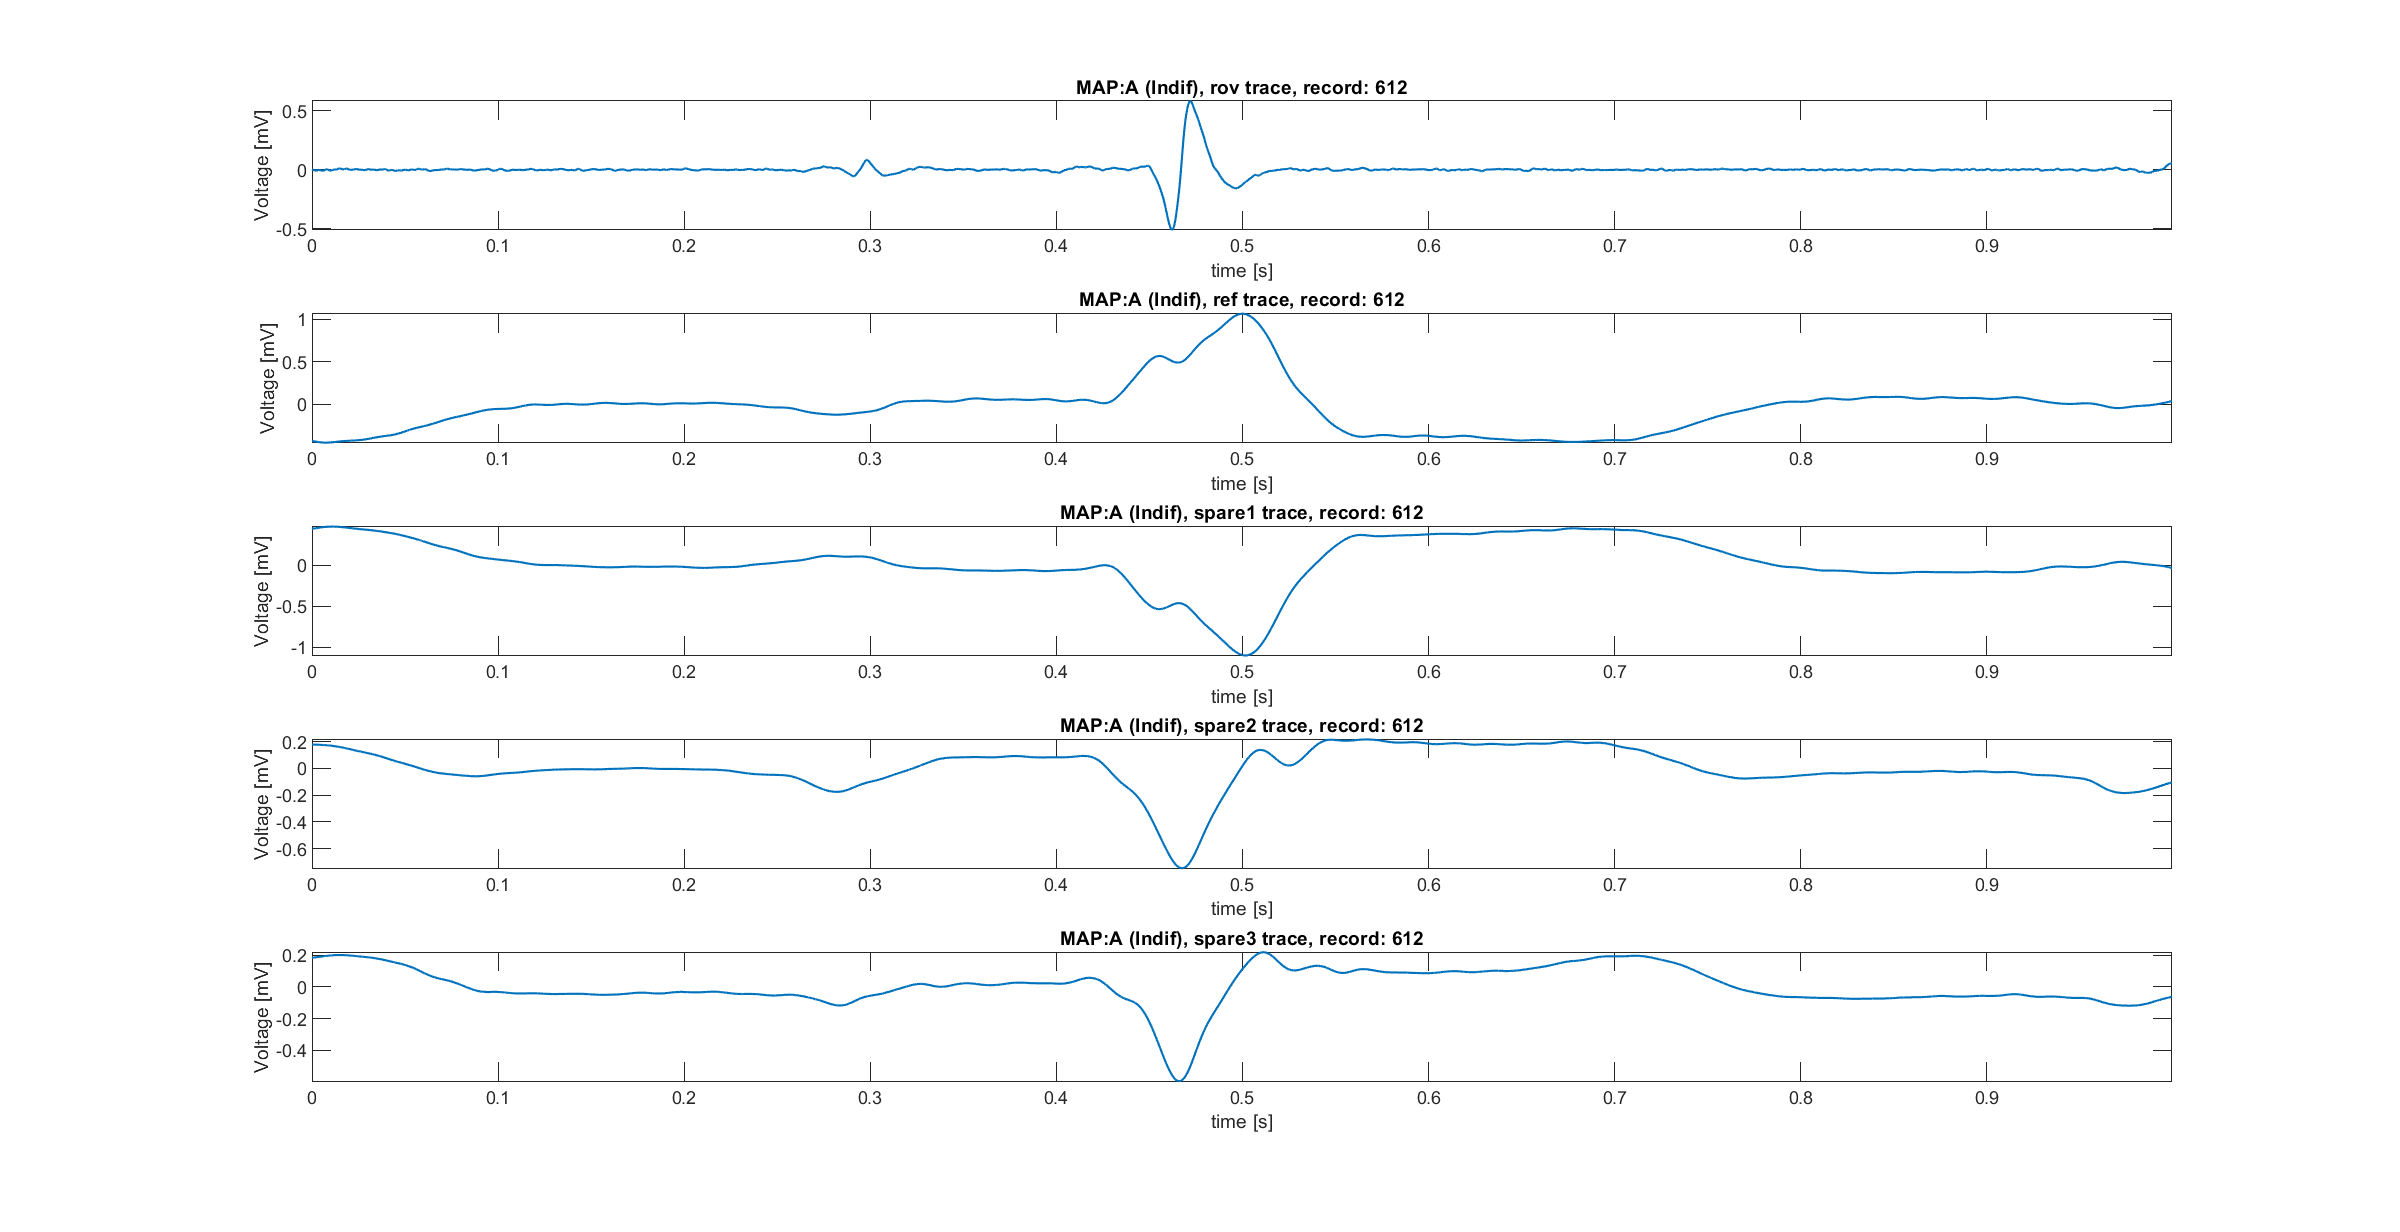 MAP:A (Indif), rov trace, record: 612
Voltage [mV]
0.5
0
-0.5
0 0.1 0.2 0.3 0.4 0.5 0.6 0.7 0.8 0.9
time [s]
MAP:A (Indif), ref trace, record: 612
Voltage [mV]
1
0.5
0
0 0.1 0.2 0.3 0.4 0.5 0.6 0.7 0.8 0.9
time [s]
MAP:A (Indif), spare1 trace, record: 612
Voltage [mV]
0
-0.5
-1
0 0.1 0.2 0.3 0.4 0.5 0.6 0.7 0.8 0.9
time [s]
MAP:A (Indif), spare2 trace, record: 612
Voltage [mV]
0.2
0
-0.2
-0.4
-0.6
0 0.1 0.2 0.3 0.4 0.5 0.6 0.7 0.8 0.9
time [s]
MAP:A (Indif), spare3 trace, record: 612
Voltage [mV]
0.2
0
-0.2
-0.4
0 0.1 0.2 0.3 0.4 0.5 0.6 0.7 0.8 0.9
time [s]